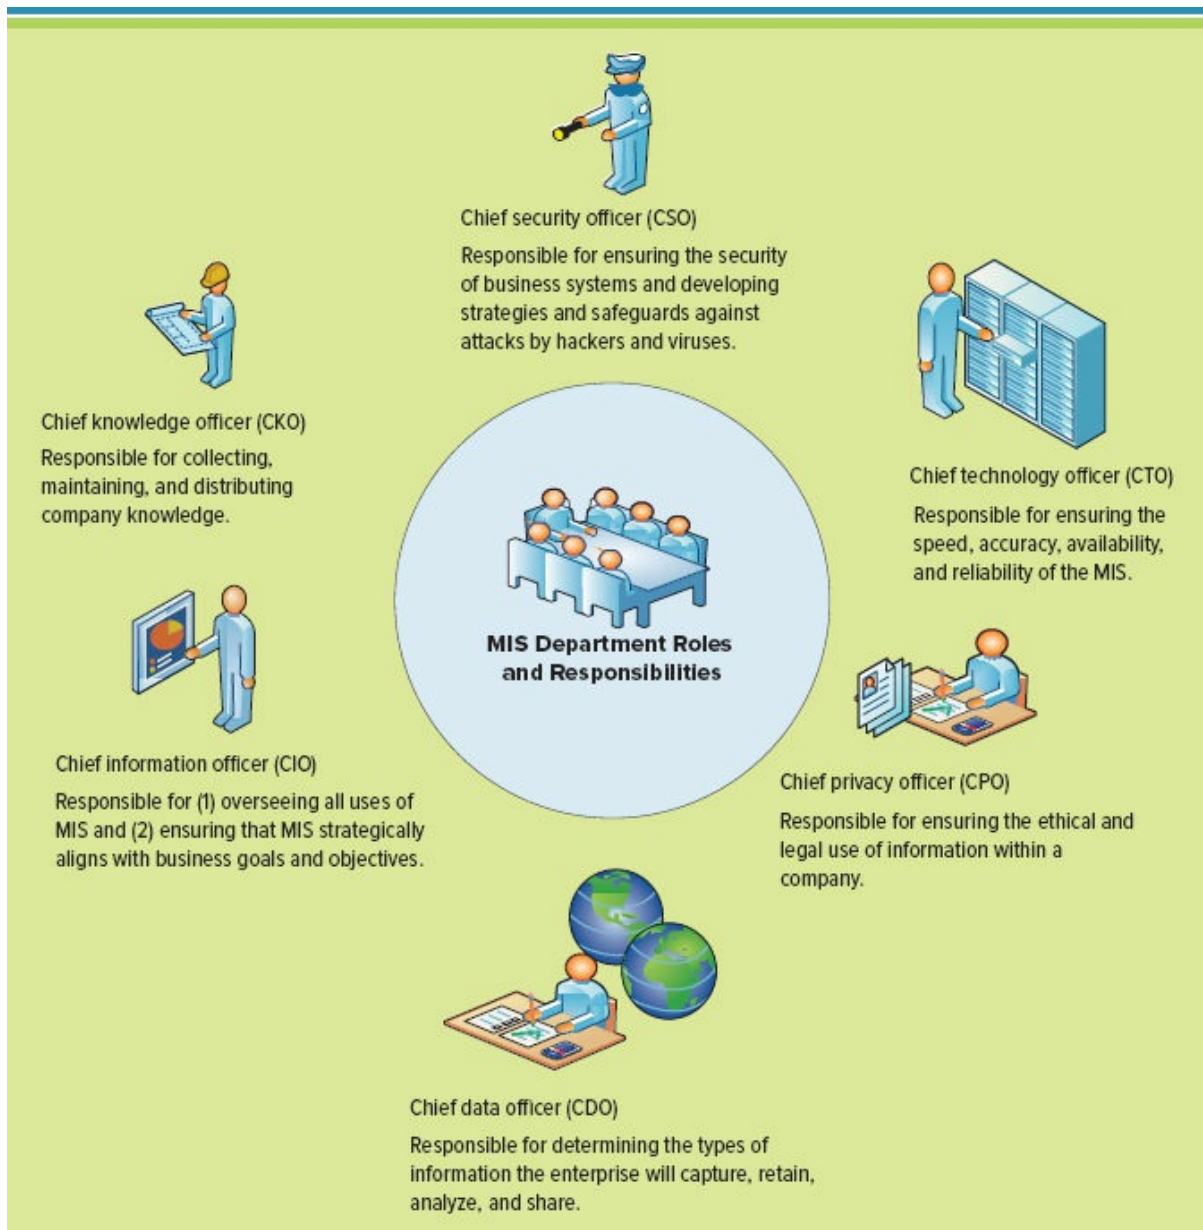 Chief security officer (CSO)
Responsible for ensuring the security
of business systems and developing
strategies and safeguards against
attacks by hackers and viruses.
Chief knowledge officer (CKO)
Responsible for collecting,
maintaining, and distributing
company knowledge.
Chief technology officer (CTO)
Responsible for ensuring the
speed, accuracy, availability,
and reliability of the MIS.
MIS Department Roles
and Responsibilities
Chief information officer (CIO)
Responsible for (1) overseeing all uses of
MIS and (2) ensuring that MIS strategically
aligns with business goals and objectives.
Chief privacy officer (CPO)
Responsible for ensuring the ethical and
legal use of information within a
company.
Chief data officer (CDO)
Responsible for determining the types of
information the enterprise will capture, retain,
analyze, and share.